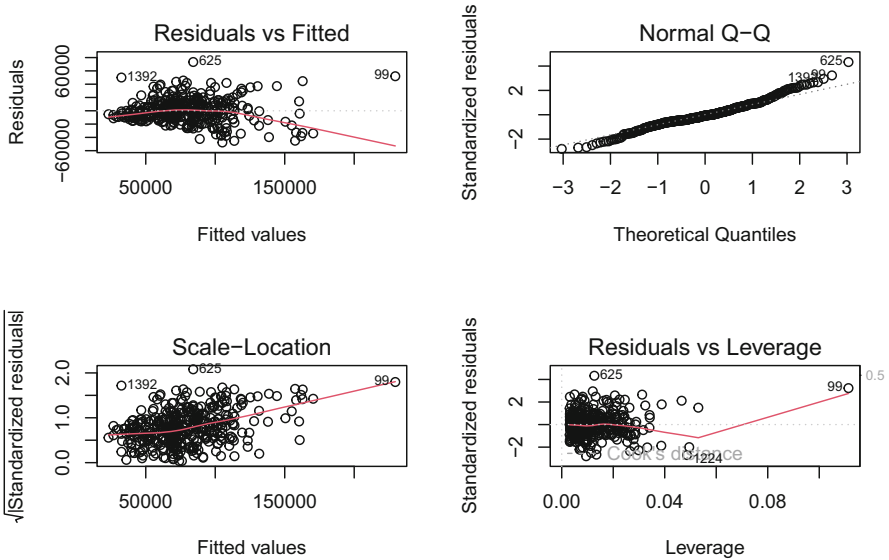 Residuals vs Fitted
Residuals
60000
−60000
1392
625
99
50000
150000
Fitted values
Normal Q−Q
Standardized residuals
2
−2
1392
99
625
−3
−2
−1
0
1
2
3
Theoretical Quantiles
Scale−Location
√|Standardized residuals|
2.0
1.0
0.0
1392
625
99
50000
150000
Fitted values
Residuals vs Leverage
Standardized residuals
2
−2
625
99
0.5
Cook's distance
1224
0.00
0.04
0.08
Leverage